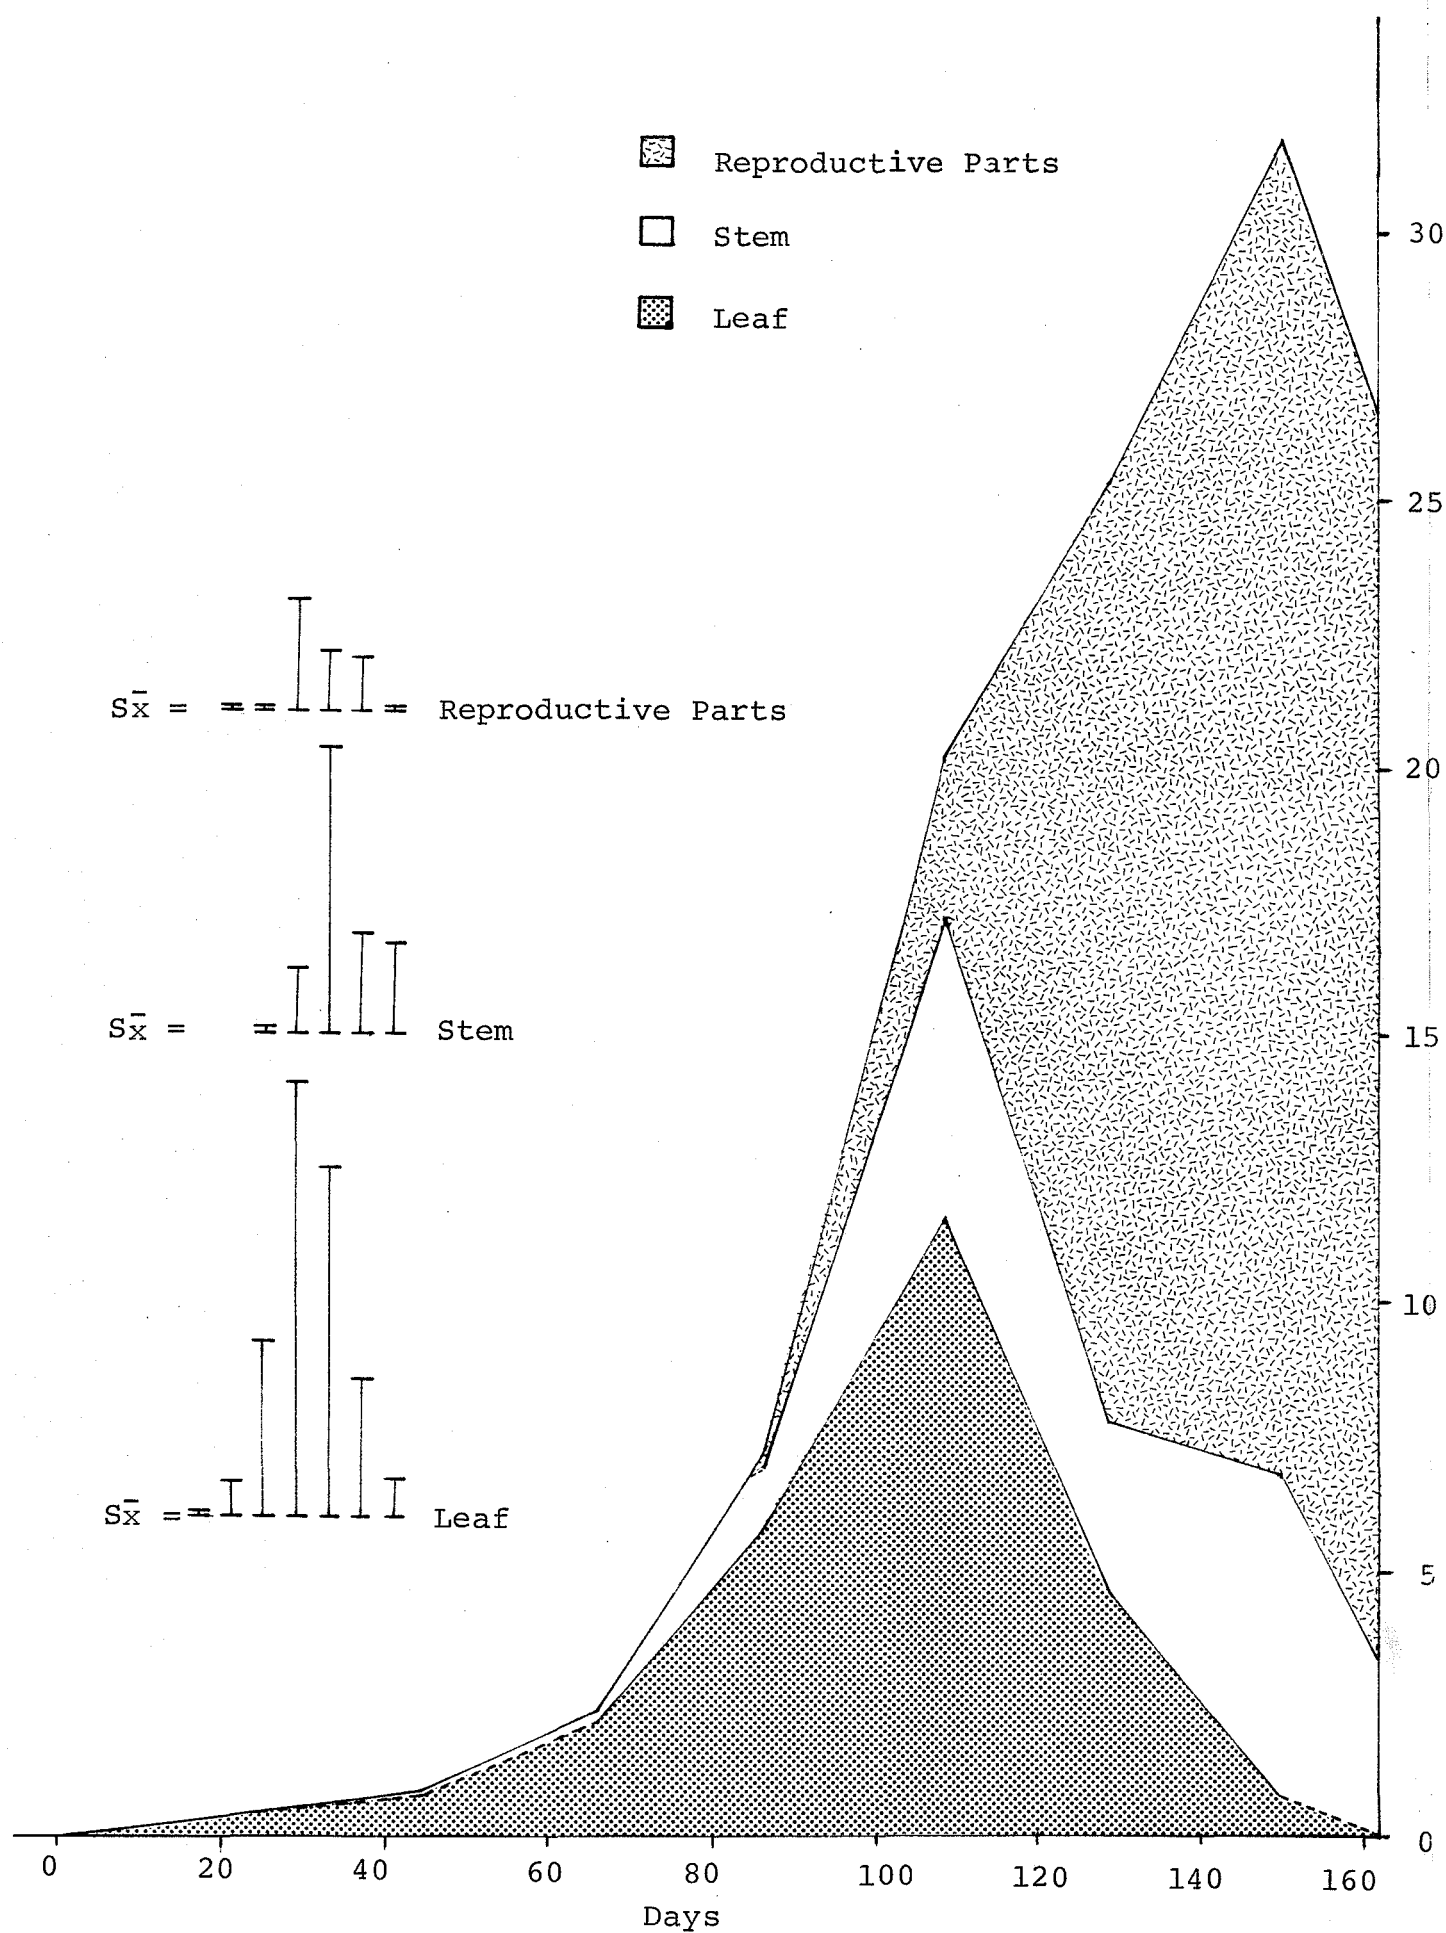 Reproductive Parts
Stem
Leaf
30
25
20
15
10
5
0
Sx̄ = Reproductive Parts
Sx̄ = Stem
Sx̄ = Leaf
0 20 40 60 80 100 120 140 160
Days